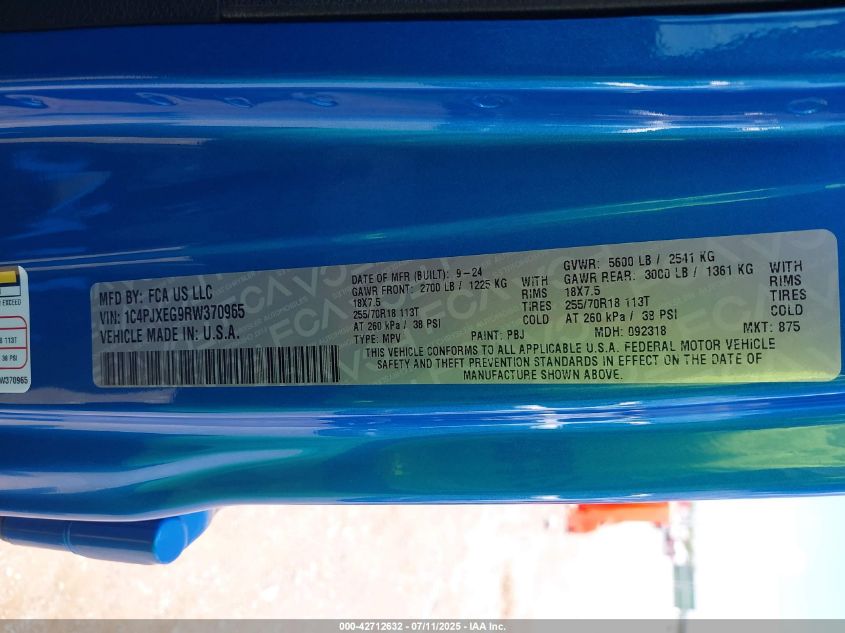 MFD BY: FCA US LLC
VIN: 1C4PJXEG9RW370965
VEHICLE MADE IN: U.S.A.
DATE OF MFR (BUILT): 9-24
GAWR FRONT: 2700 LB / 1225 KG WITH
18X7.5 RIMS
255/70R18 113T TIRES
AT 260 kPa / 38 PSI COLD
TYPE: MPV PAINT: PBJ
GVWR: 5600 LB / 2541 KG
GAWR REAR: 3000 LB / 1361 KG WITH
18X7.5 RIMS
255/70R18 113T TIRES
AT 260 kPa / 38 PSI COLD
MDH: 092318 MKT: 875
THIS VEHICLE CONFORMS TO ALL APPLICABLE U.S.A. FEDERAL MOTOR VEHICLE
SAFETY AND THEFT PREVENTION STANDARDS IN EFFECT ON THE DATE OF
MANUFACTURE SHOWN ABOVE.
EXCEED
113T
38 PSI
W370965
000-42712632 - 07/11/2025 - IAA Inc.